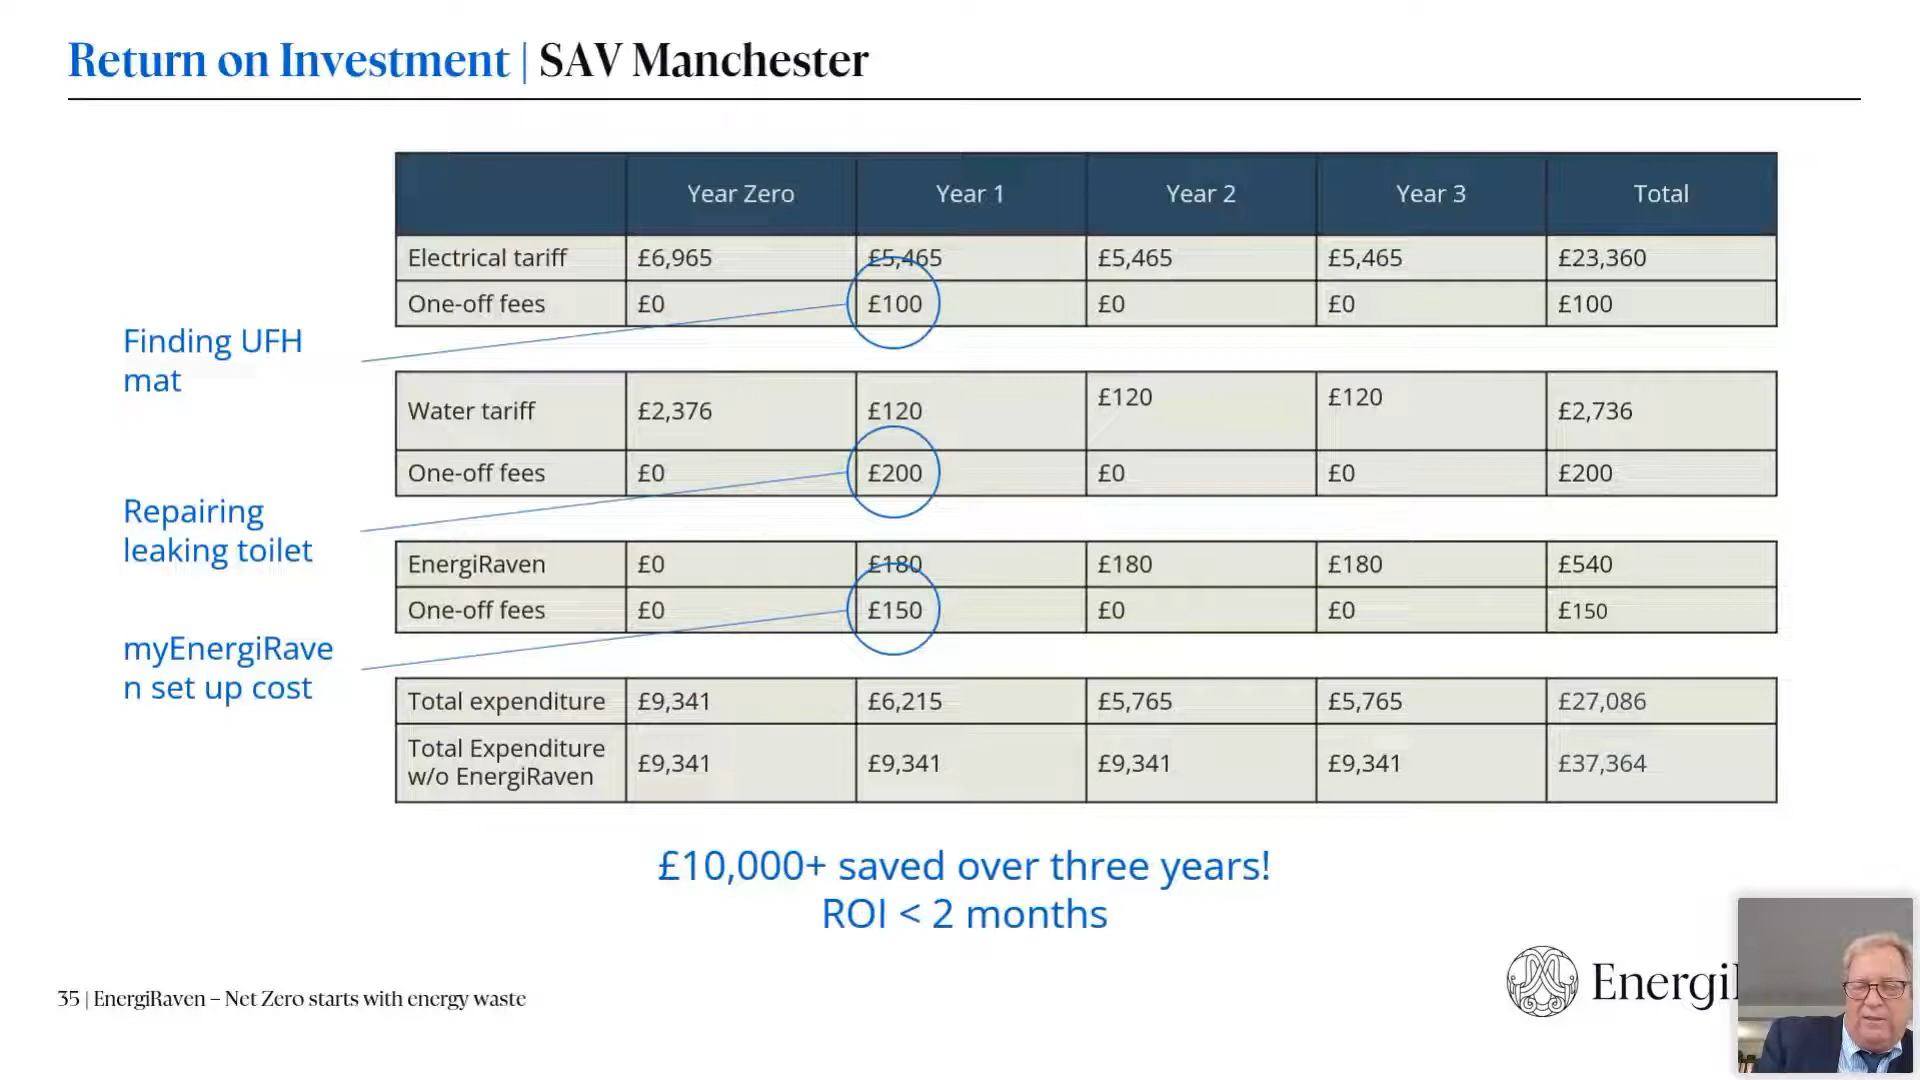 Return on Investment | SAV Manchester
Year Zero Year 1 Year 2 Year 3 Total
Electrical tariff £6,965 £5,465 £5,465 £5,465 £23,360
One-off fees £0 £100 £0 £0 £100
Finding UFH
mat
Water tariff £2,376 £120 £120 £120 £2,736
One-off fees £0 £200 £0 £0 £200
Repairing
leaking toilet
EnergiRaven £0 £180 £180 £180 £540
One-off fees £0 £150 £0 £0 £150
myEnergiRave
n set up cost
Total expenditure £9,341 £6,215 £5,765 £5,765 £27,086
Total Expenditure
w/o EnergiRaven £9,341 £9,341 £9,341 £9,341 £37,364
£10,000+ saved over three years!
ROI < 2 months
35 | EnergiRaven – Net Zero starts with energy waste